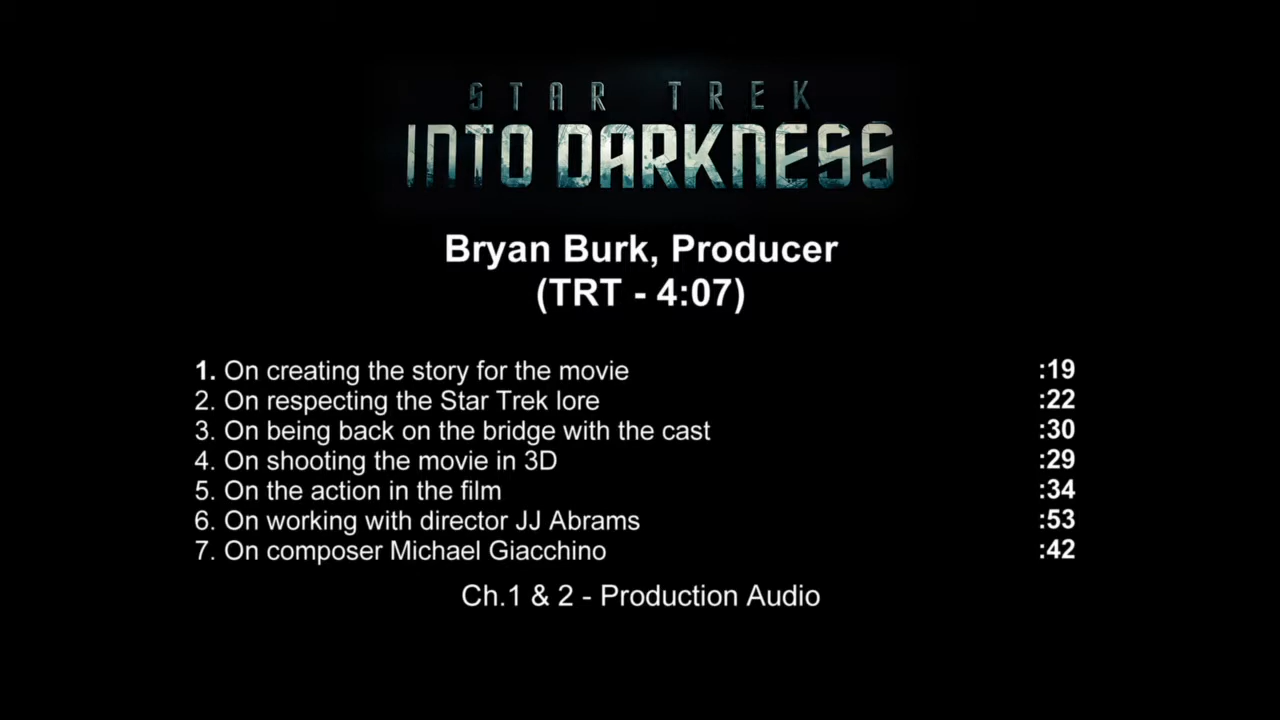 STAR TREK
INTO DARKNESS
Bryan Burk, Producer
(TRT - 4:07)
1. On creating the story for the movie :19
2. On respecting the Star Trek lore :22
3. On being back on the bridge with the cast :30
4. On shooting the movie in 3D :29
5. On the action in the film :34
6. On working with director JJ Abrams :53
7. On composer Michael Giacchino :42
Ch.1 & 2 - Production Audio